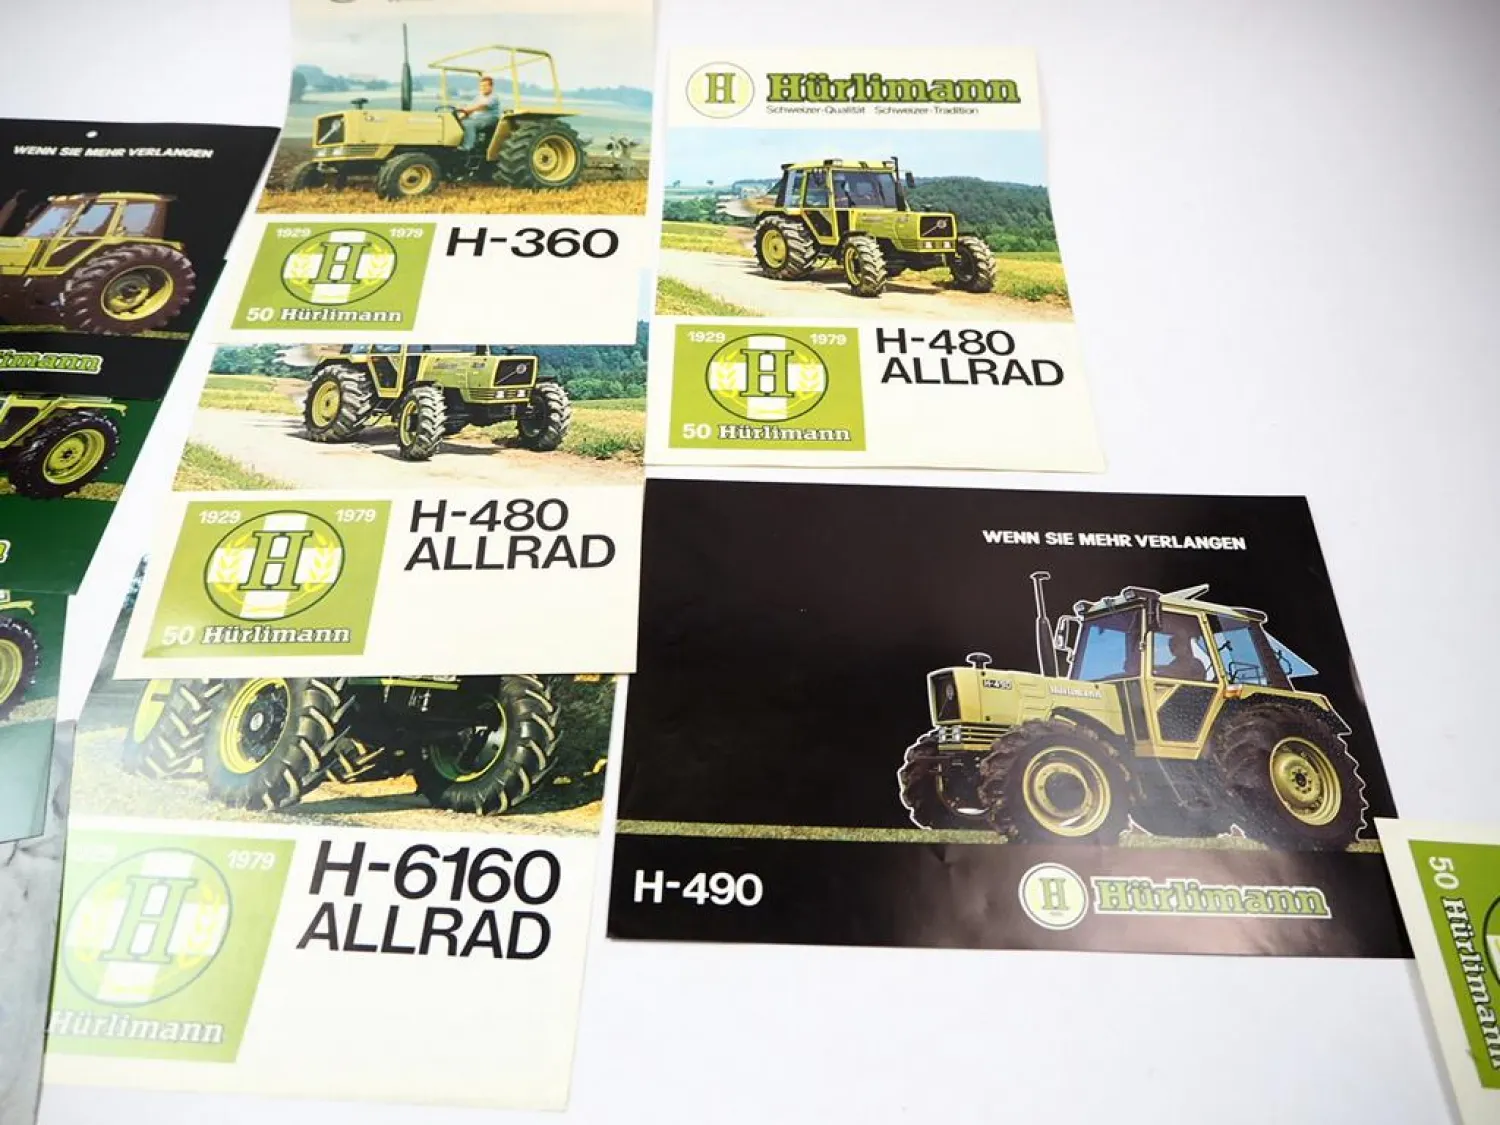 WENN SIE MEHR VERLANGEN
1929 1979
H
50 Hürlimann
H-360
H Hürlimann
Schweizer-Qualität Schweizer-Tradition
1929 1979
H
50 Hürlimann
H-480
ALLRAD
1929 1979
H
50 Hürlimann
H-480
ALLRAD
1979
H
Hürlimann
H-6160
ALLRAD
WENN SIE MEHR VERLANGEN
H-490
Hürlimann
H-490
H Hürlimann
50 Hürlimann